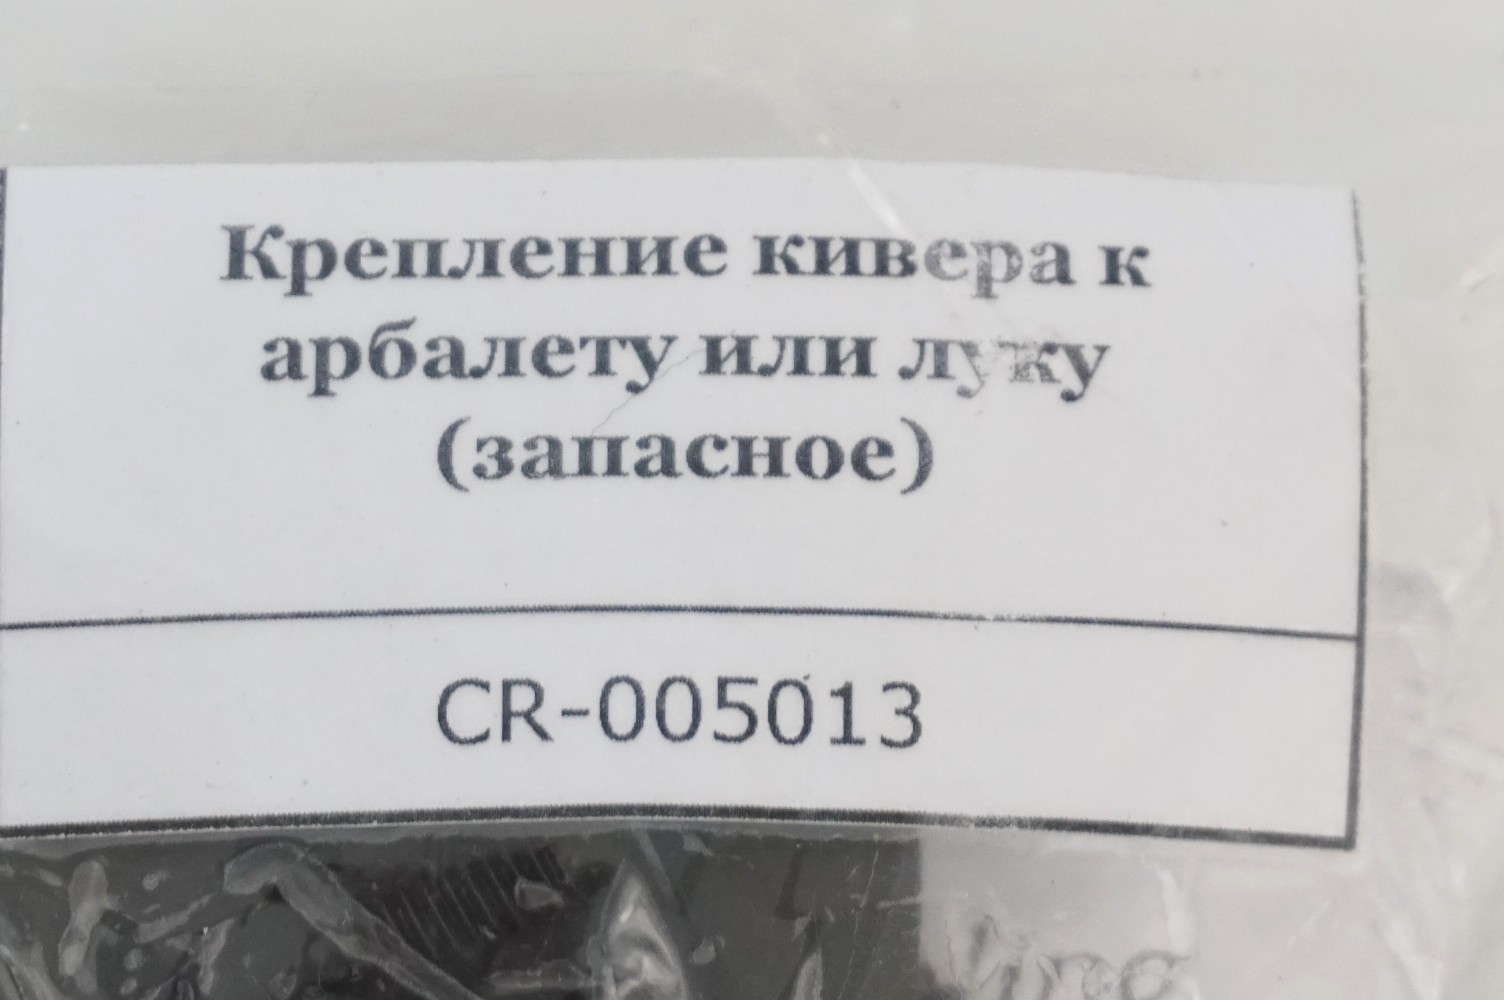 Крепление кивера к
арбалету или луку
(запасное)
CR-005013